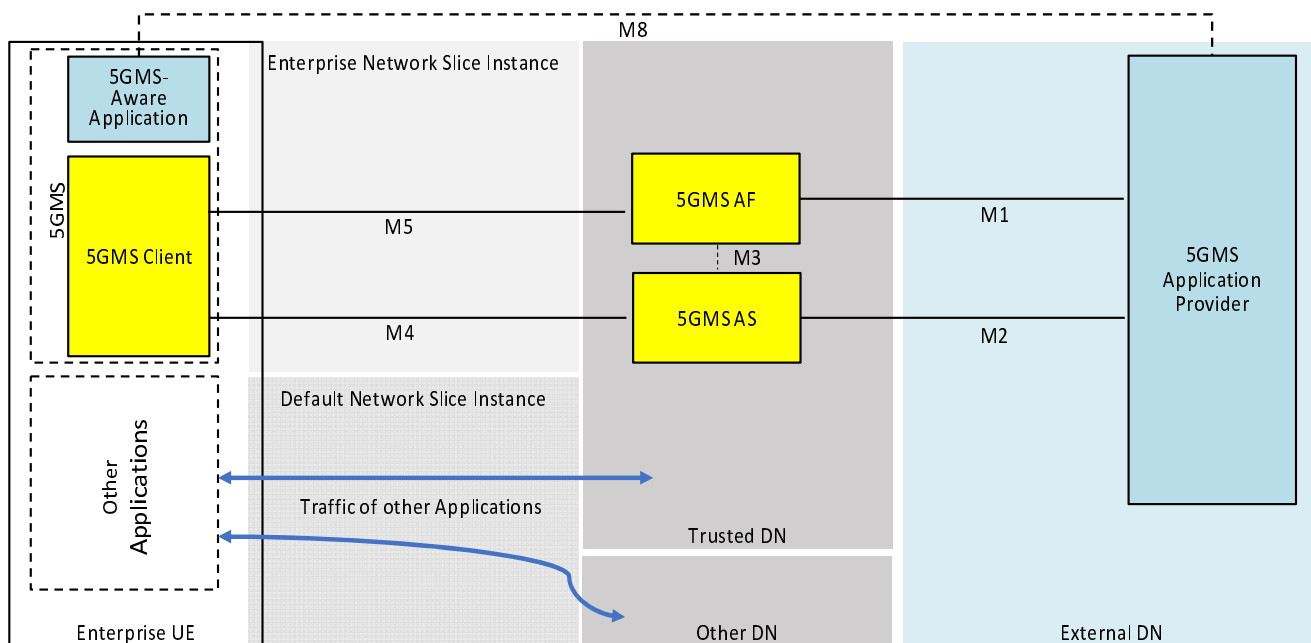 M8
Enterprise Network Slice Instance
5GMS-
Aware
Application
5GMS
5GMS Client
M5
M4
5GMS AF
M3
5GMS AS
M1
M2
5GMS
Application
Provider
Default Network Slice Instance
Other
Applications
Traffic of other Applications
Trusted DN
Enterprise UE
Other DN
External DN